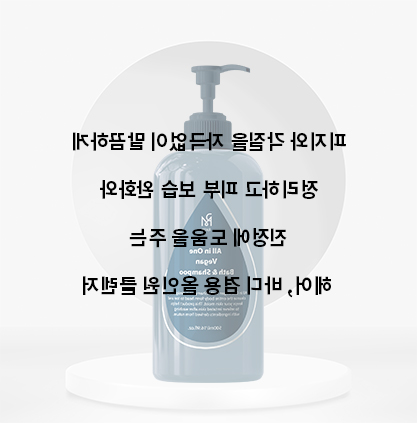 피지와 각질을 자극없이 말끔하게
정리하고 피부 보습 완화와
진정에 도움을 주는
헤어, 바디 겸용 올인원 클렌저
All in One
Vegan
Bath & Shampoo